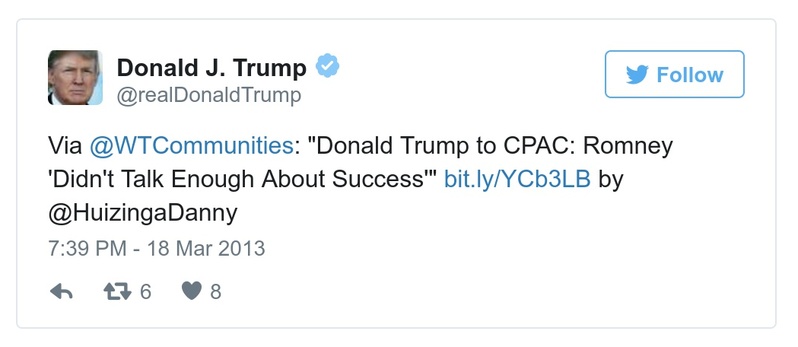 Donald J. Trump
@realDonaldTrump
Follow
Via @WTCommunities: "Donald Trump to CPAC: Romney
'Didn't Talk Enough About Success'" bit.ly/YCb3LB by
@HuizingaDanny
7:39 PM - 18 Mar 2013
6
8